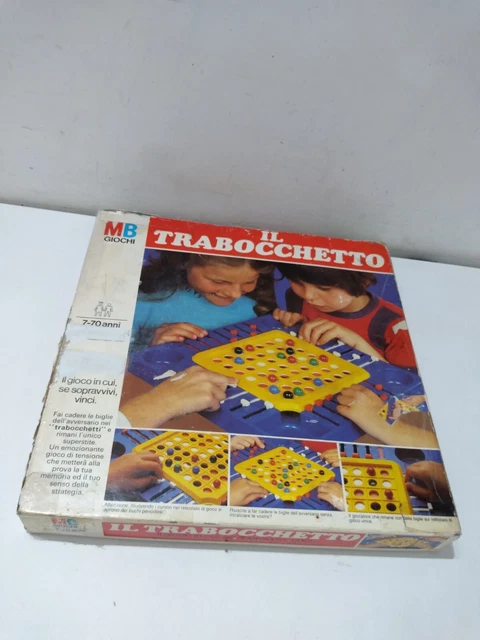 MB
GIOCHI
IL
TRABOCCHETTO
7-70 anni
Il gioco in cui,
se sopravvivi,
vinci.
Fai cadere le biglie
dell'avversario nei
"trabocchetti" e
rimani l'unico
superstite.
Un emozionante
gioco di tensione
che metterà alla
prova la tua
memoria ed il tuo
senso della
strategia.
MB
IL TRABOCCHETTO